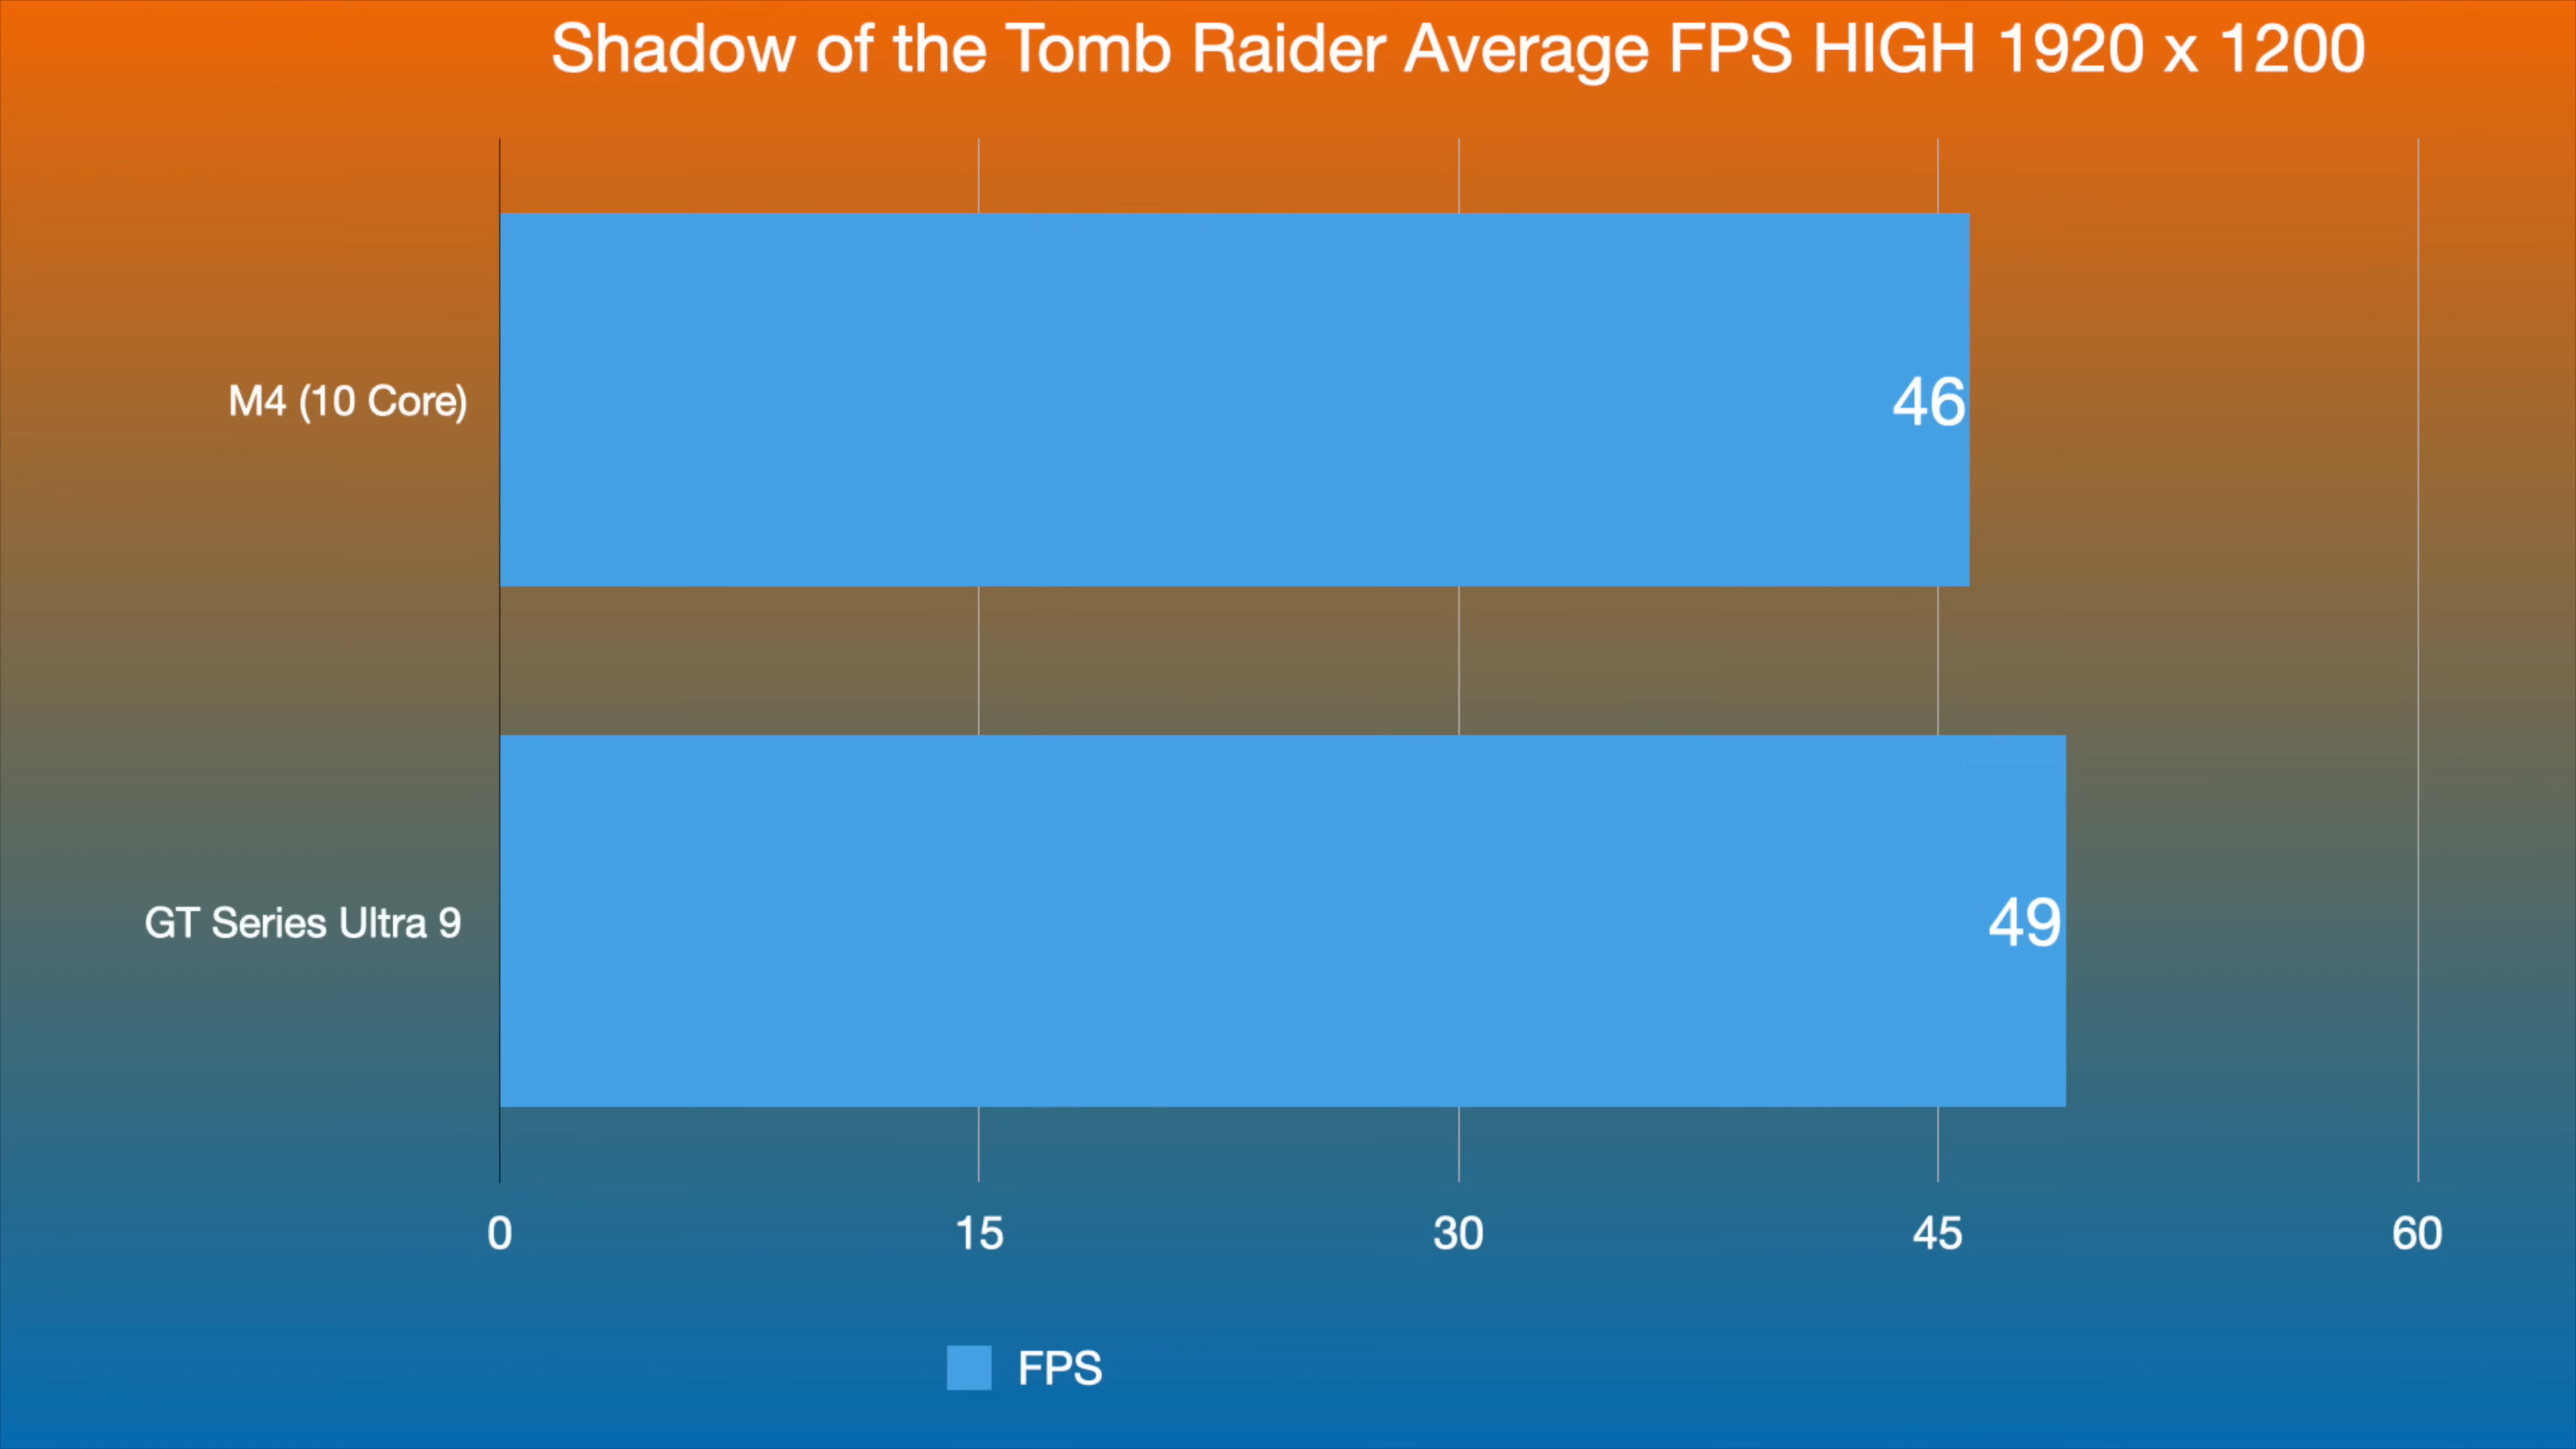 Shadow of the Tomb Raider Average FPS HIGH 1920 x 1200
M4 (10 Core)
46
GT Series Ultra 9
49
0 15 30 45 60
FPS